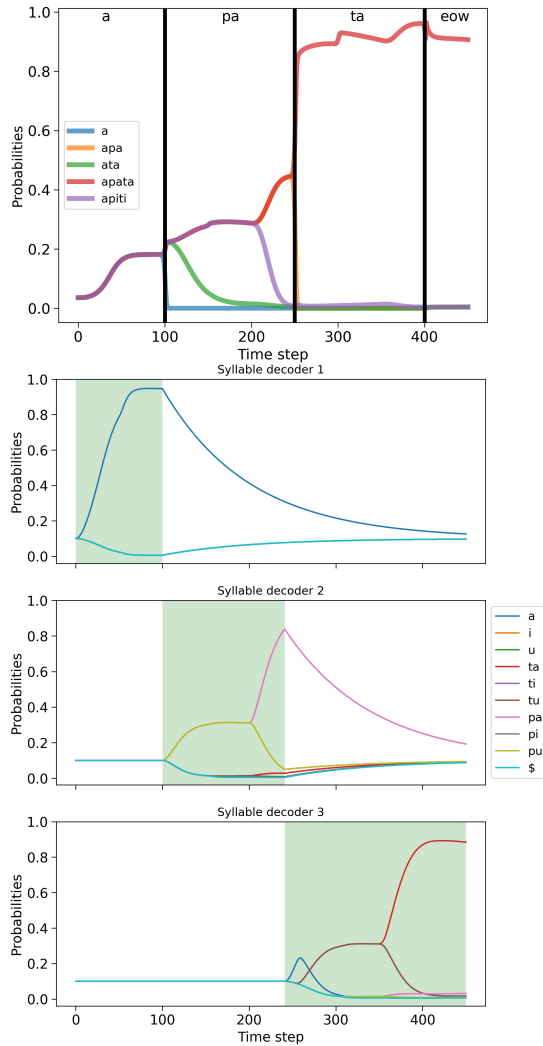 a pa ta eow
1.0
0.8
0.6
0.4
0.2
0.0
Probabilities
a
apa
ata
apata
apiti
0 100 200 300 400
Time step
Syllable decoder 1
1.0
0.8
0.6
0.4
0.2
0.0
Probabilities
Syllable decoder 2
1.0
0.8
0.6
0.4
0.2
0.0
Probabilities
a
i
u
ta
ti
tu
pa
pi
pu
$
Syllable decoder 3
1.0
0.8
0.6
0.4
0.2
0.0
Probabilities
0 100 200 300 400
Time step